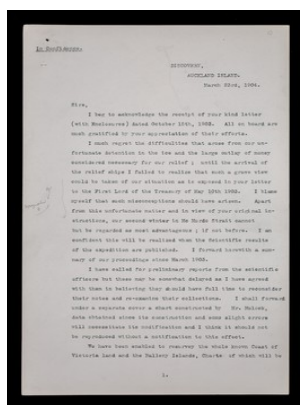 In Confidence.
DISCOVERY,
AUCKLAND ISLAND.
March 22nd, 1904.
Sirs,
I beg to acknowledge the receipt of your kind letter
(with Enclosures) dated October 12th, 1903. All on board are
much gratified by your appreciation of their efforts.
I much regret the difficulties that arose from our un-
fortunate detention in the ice and the large outlay of money
considered necessary for our relief ; until the arrival of
the relief ships I failed to realise that such a grave view
could be taken of our situation as is exposed in your letter
to the First Lord of the Treasury of May 19th 1903. I blame
myself that such misconceptions should have arisen. Apart
from this unfortunate matter and in view of your original in-
structions, our second winter in Mc Murdo Strait cannot
but be regarded as most advantageous ; if not before. I am
confident this will be realised when the Scientific results
of the expedition are published. I forward herewith a sum-
mary of our proceedings since March 1903.
I have called for preliminary reports from the scientific
officers but these may be somewhat delayed as I have agreed
with them in believing they should have full time to reconsider
their notes and re-examine their collections. I shall forward
under a separate cover a chart constructed by Mr. Mulock,
data obtained since its construction and some slight errors
will necessitate its modification and I think it should not
be reproduced without a notification to this effect.
We have been enabled to resurvey the whole known Coast of
Victoria Land and the Balleny Islands, Charts of which will be
1.